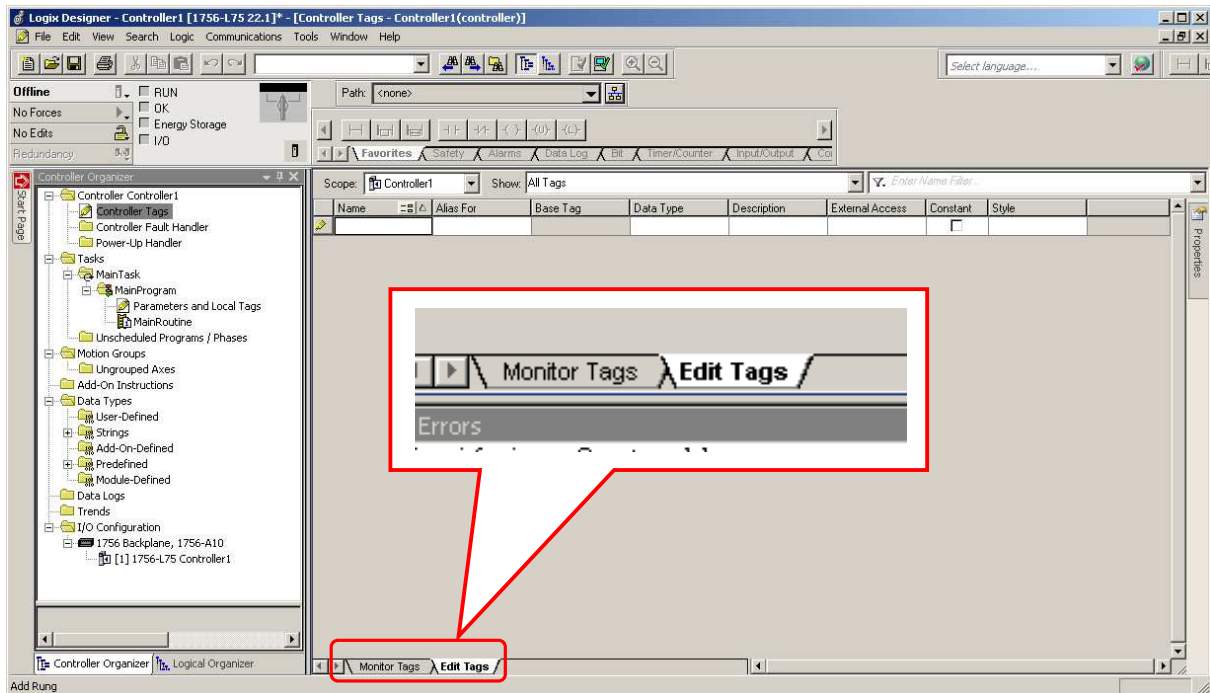 Logix Designer - Controller1 [1756-L75 22.1]* - [Controller Tags - Controller1(controller)]
File Edit View Search Logic Communications Tools Window Help
Select language...
Offline
RUN
No Forces
OK
Energy Storage
No Edits
I/O
Redundancy
Path: <none>
Favorites Safety Alarms Data Log Bit Timer/Counter Input/Output
Start Page
Controller Organizer
Controller Controller1
Controller Tags
Controller Fault Handler
Power-Up Handler
Tasks
MainTask
MainProgram
Parameters and Local Tags
MainRoutine
Unscheduled Programs / Phases
Motion Groups
Ungrouped Axes
Add-On Instructions
Data Types
User-Defined
Strings
Add-On-Defined
Predefined
Module-Defined
Data Logs
Trends
I/O Configuration
1756 Backplane, 1756-A10
[1] 1756-L75 Controller1
Controller Organizer Logical Organizer
Scope: Controller1 Show: All Tags Enter Name Filter...
Name Alias For Base Tag Data Type Description External Access Constant Style
Properties
Monitor Tags Edit Tags
Errors
Monitor Tags Edit Tags
Add Rung